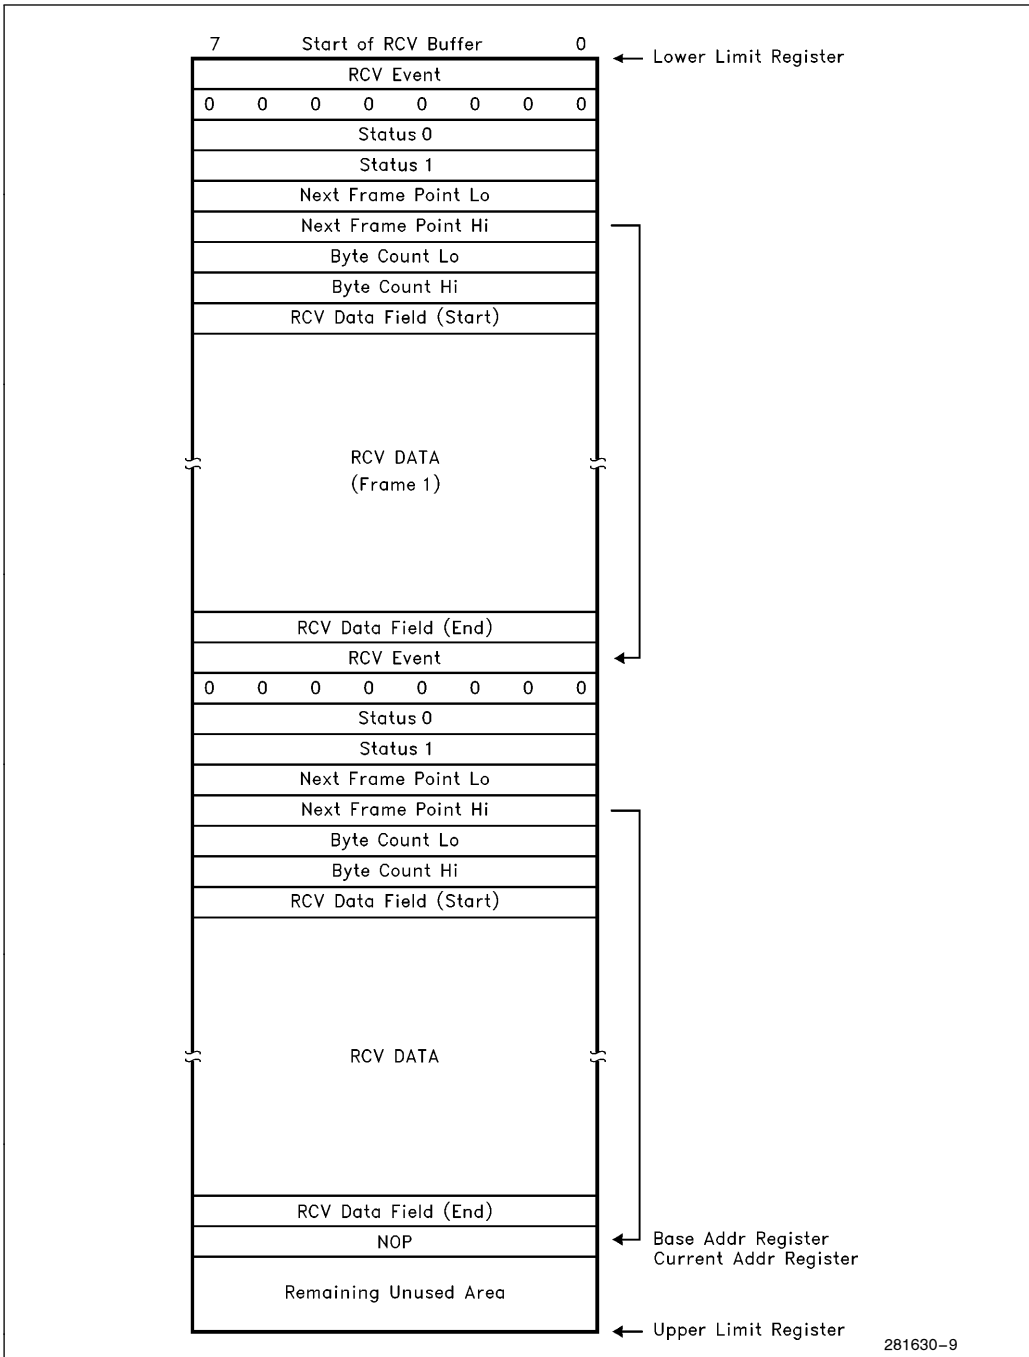 7 Start of RCV Buffer 0
Lower Limit Register
RCV Event
0 0 0 0 0 0 0 0
Status 0
Status 1
Next Frame Point Lo
Next Frame Point Hi
Byte Count Lo
Byte Count Hi
RCV Data Field (Start)
RCV DATA
(Frame 1)
RCV Data Field (End)
RCV Event
0 0 0 0 0 0 0 0
Status 0
Status 1
Next Frame Point Lo
Next Frame Point Hi
Byte Count Lo
Byte Count Hi
RCV Data Field (Start)
RCV DATA
RCV Data Field (End)
NOP
Base Addr Register
Current Addr Register
Remaining Unused Area
Upper Limit Register
281630-9